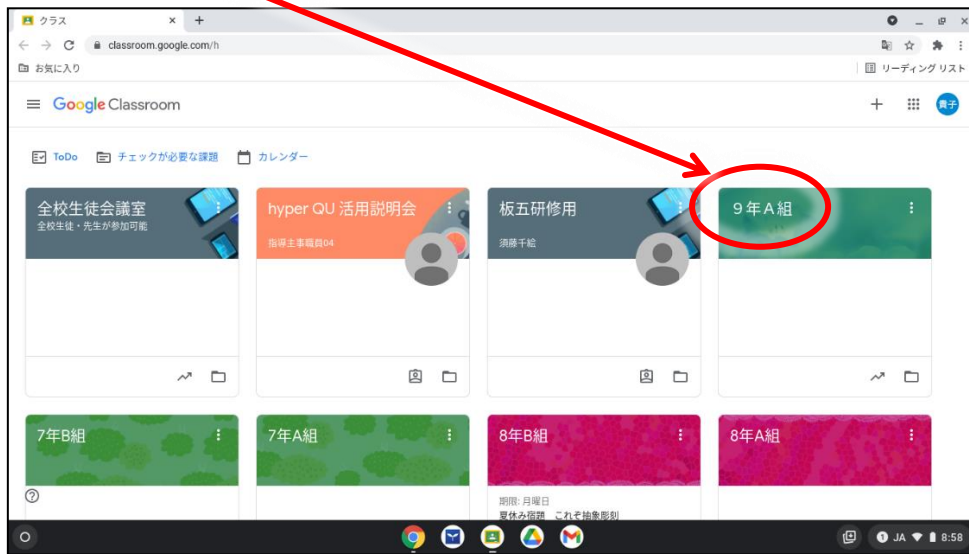 クラス
classroom.google.com/h
お気に入り
リーディング リスト
Google Classroom
貴子
ToDo チェックが必要な課題 カレンダー
全校生徒会議室
全校生徒・先生が参加可能
hyper QU 活用説明会
指導主事職員04
板五研修用
須藤千絵
９年Ａ組
7年B組
7年A組
8年B組
期限: 月曜日
夏休み宿題 これぞ抽象彫刻
8年A組
JA 8:58